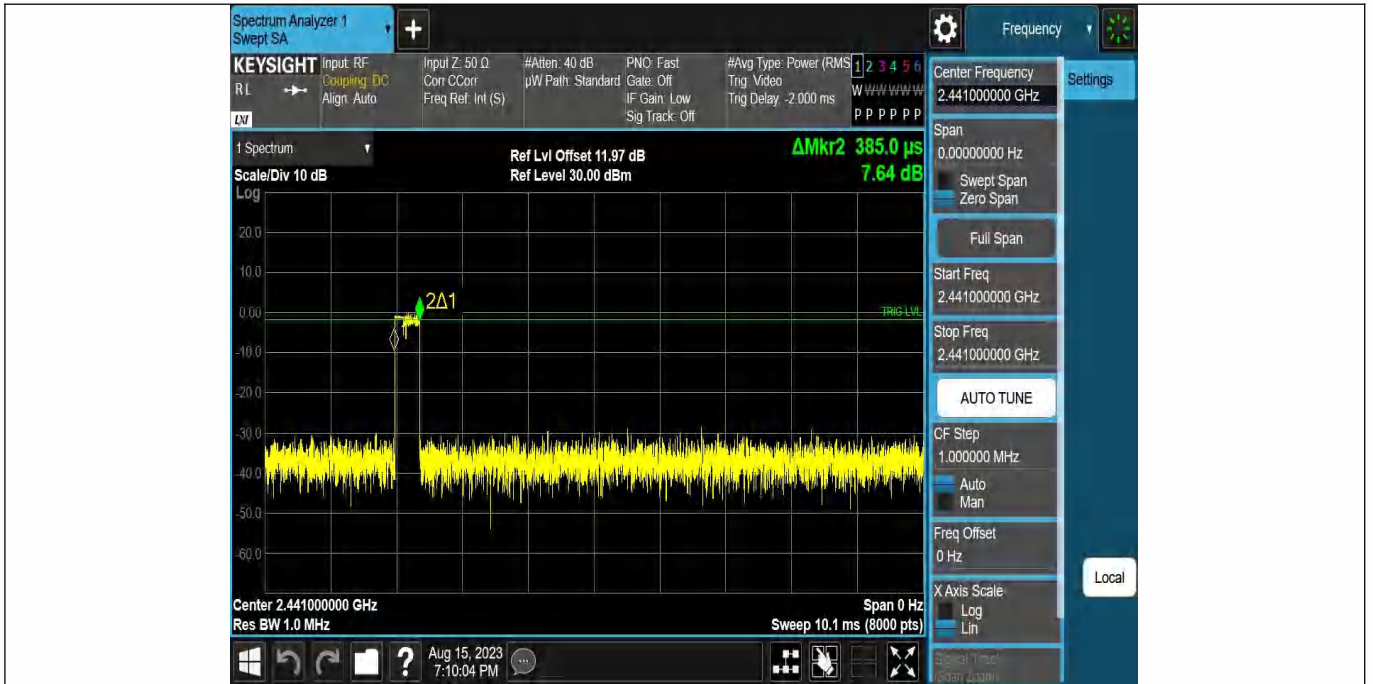 Spectrum Analyzer 1
Swept SA
Frequency
KEYSIGHT
R L
LXI
Input: RF
Coupling: DC
Align: Auto
Input Z: 50 Ω
Corr CCorr
Freq Ref: Int (S)
#Atten: 40 dB
µW Path: Standard
PNO: Fast
Gate: Off
IF Gain: Low
Sig Track: Off
#Avg Type: Power (RMS
Trig: Video
Trig Delay: -2.000 ms
1 2 3 4 5 6
W W W W W W
P P P P P P
Center Frequency
2.441000000 GHz
Settings
Span
0.00000000 Hz
Swept Span
Zero Span
Full Span
Start Freq
2.441000000 GHz
Stop Freq
2.441000000 GHz
AUTO TUNE
CF Step
1.000000 MHz
Auto
Man
Freq Offset
0 Hz
X Axis Scale
Log
Lin
Signal Track
(Span Zoom)
Local
1 Spectrum
Scale/Div 10 dB
Ref Lvl Offset 11.97 dB
Ref Level 30.00 dBm
ΔMkr2 385.0 µs
7.64 dB
Log
20.0
10.0
0.00
-10.0
-20.0
-30.0
-40.0
-50.0
-60.0
2Δ1
TRIG LVL
Center 2.441000000 GHz
Res BW 1.0 MHz
Span 0 Hz
Sweep 10.1 ms (8000 pts)
Aug 15, 2023
7:10:04 PM